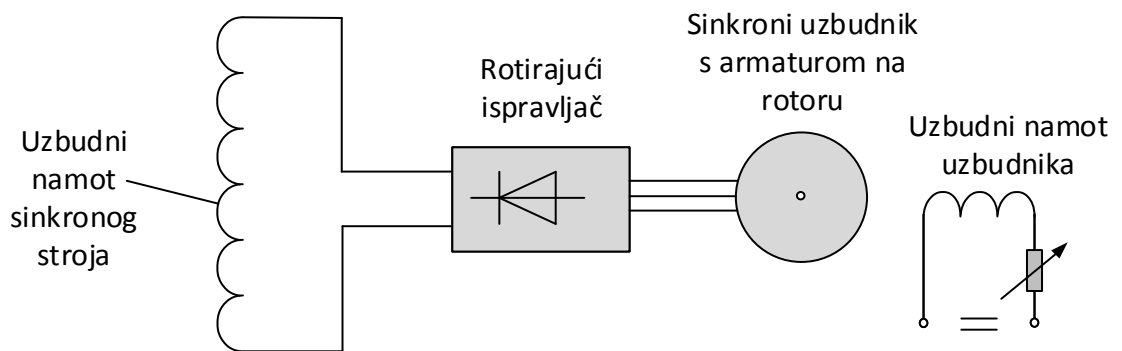 Uzbudni
namot
sinkronog
stroja
Rotirajući
ispravljač
Sinkroni uzbudnik
s armaturom na
rotoru
Uzbudni namot
uzbudnika